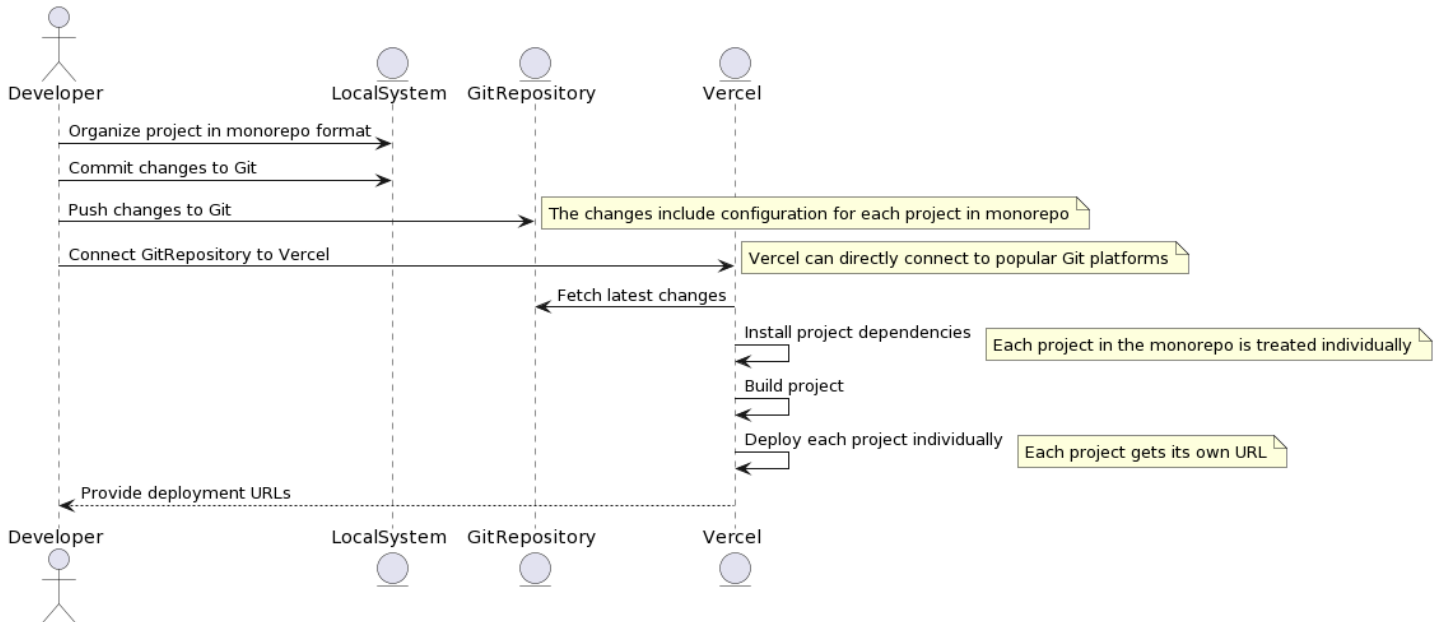 Developer
LocalSystem
GitRepository
Vercel
Organize project in monorepo format
Commit changes to Git
Push changes to Git
The changes include configuration for each project in monorepo
Connect GitRepository to Vercel
Vercel can directly connect to popular Git platforms
Fetch latest changes
Install project dependencies
Each project in the monorepo is treated individually
Build project
Deploy each project individually
Each project gets its own URL
Provide deployment URLs
Developer
LocalSystem
GitRepository
Vercel